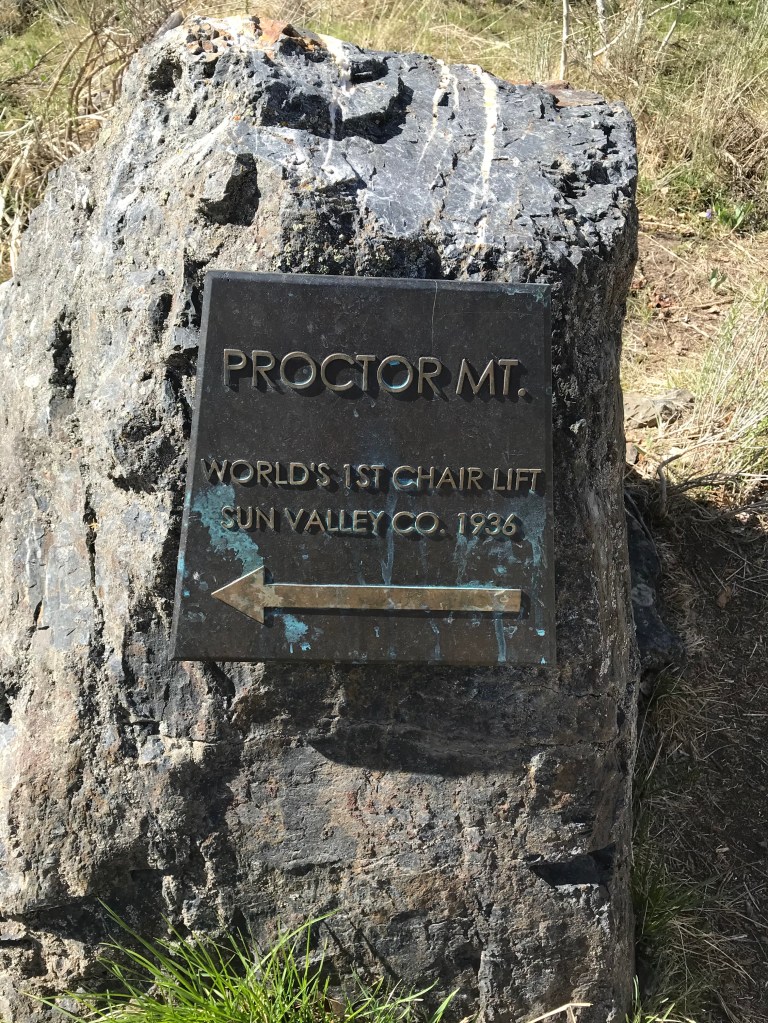 PROCTOR MT.
WORLD'S 1ST CHAIR LIFT
SUN VALLEY CO. 1936